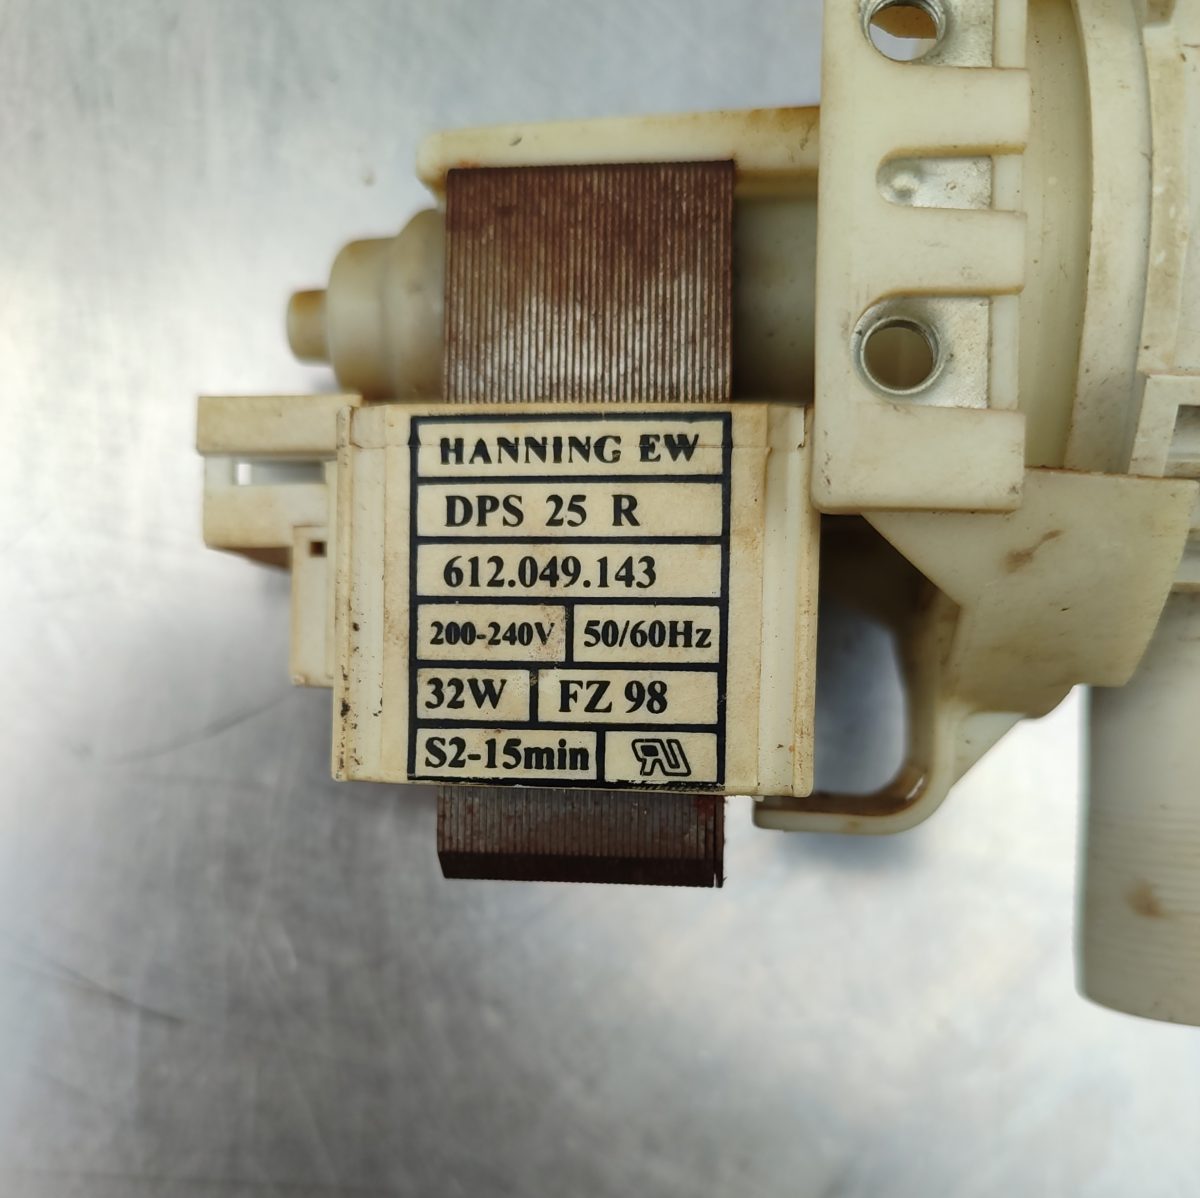 HANNING EW
DPS 25 R
612.049.143
200-240V 50/60Hz
32W FZ 98
S2-15min